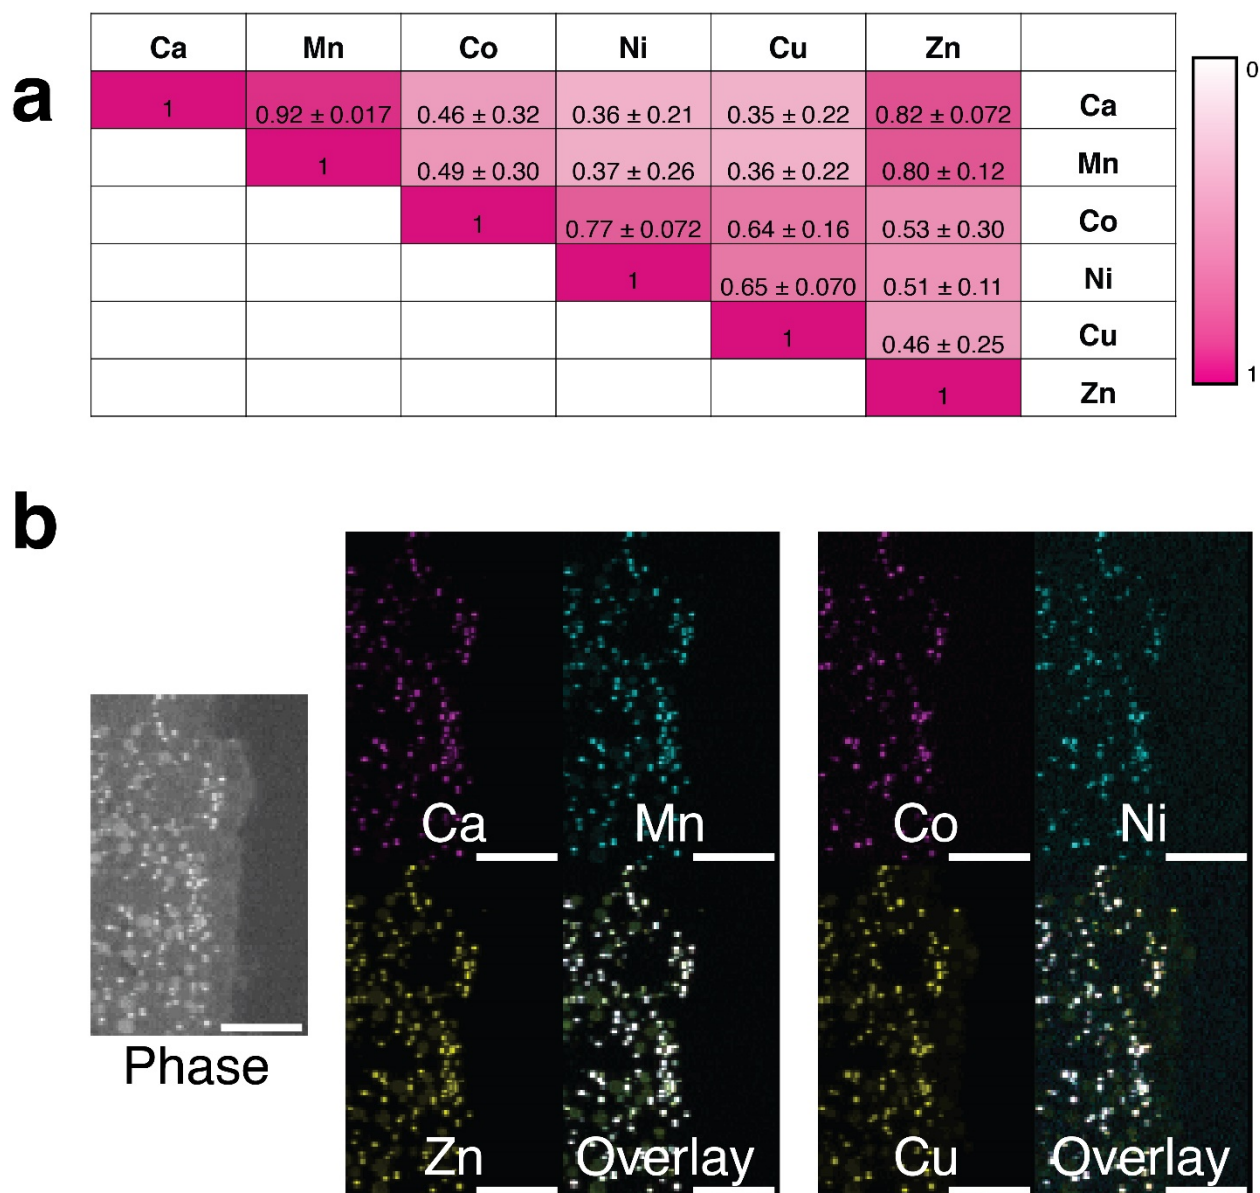 a
Ca Mn Co Ni Cu Zn
1 0.92 ± 0.017 0.46 ± 0.32 0.36 ± 0.21 0.35 ± 0.22 0.82 ± 0.072 Ca
1 0.49 ± 0.30 0.37 ± 0.26 0.36 ± 0.22 0.80 ± 0.12 Mn
1 0.77 ± 0.072 0.64 ± 0.16 0.53 ± 0.30 Co
1 0.65 ± 0.070 0.51 ± 0.11 Ni
1 0.46 ± 0.25 Cu
1 Zn
0
1
b
Phase
Ca Mn Co Ni
Zn Overlay Cu Overlay